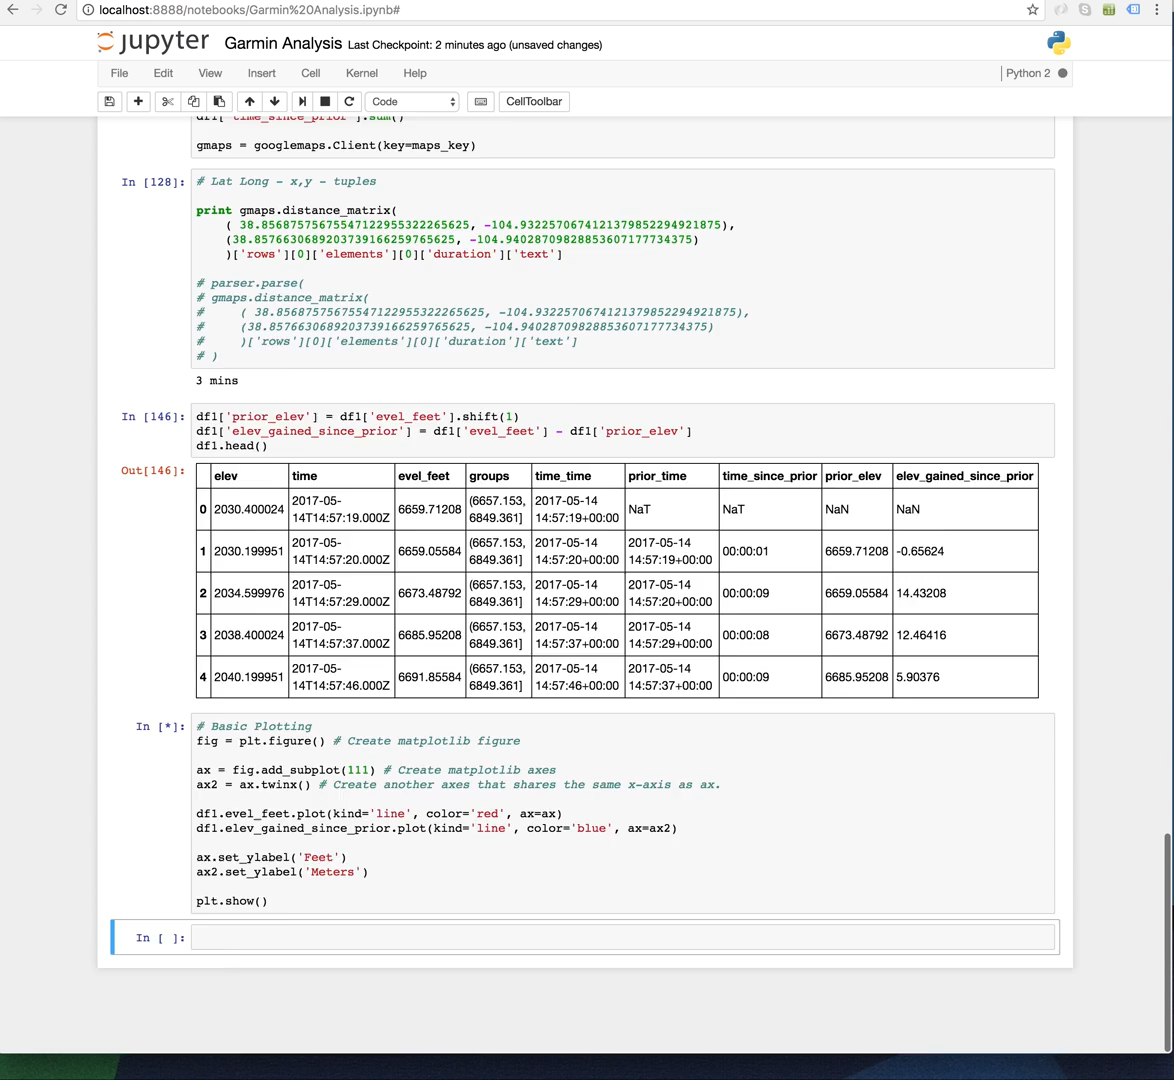 localhost:8888/notebooks/Garmin%20Analysis.ipynb#
jupyter Garmin Analysis Last Checkpoint: 2 minutes ago (unsaved changes)
File Edit View Insert Cell Kernel Help Python 2
Code CellToolbar
df1['time_since_prior'].sum()
gmaps = googlemaps.Client(key=maps_key)
In [128]: # Lat Long - x,y - tuples
print gmaps.distance_matrix(
( 38.85687575675547122955322265625, -104.9322570674121379852294921875),
(38.85766306892037391662597​65625, -104.94028709828853607177734375)
)['rows'][0]['elements'][0]['duration']['text']
# parser.parse(
# gmaps.distance_matrix(
# ( 38.85687575675547122955322265625, -104.9322570674121379852294921875),
# (38.8576630689203739166259765625, -104.94028709828853607177734375)
# )['rows'][0]['elements'][0]['duration']['text']
# )
3 mins
In [146]: df1['prior_elev'] = df1['evel_feet'].shift(1)
df1['elev_gained_since_prior'] = df1['evel_feet'] - df1['prior_elev']
df1.head()
Out[146]:
elev time evel_feet groups time_time prior_time time_since_prior prior_elev elev_gained_since_prior
0 2030.400024 2017-05-14T14:57:19.000Z 6659.71208 (6657.153, 6849.361] 2017-05-14 14:57:19+00:00 NaT NaT NaN NaN
1 2030.199951 2017-05-14T14:57:20.000Z 6659.05584 (6657.153, 6849.361] 2017-05-14 14:57:20+00:00 2017-05-14 14:57:19+00:00 00:00:01 6659.71208 -0.65624
2 2034.599976 2017-05-14T14:57:29.000Z 6673.48792 (6657.153, 6849.361] 2017-05-14 14:57:29+00:00 2017-05-14 14:57:20+00:00 00:00:09 6659.05584 14.43208
3 2038.400024 2017-05-14T14:57:37.000Z 6685.95208 (6657.153, 6849.361] 2017-05-14 14:57:37+00:00 2017-05-14 14:57:29+00:00 00:00:08 6673.48792 12.46416
4 2040.199951 2017-05-14T14:57:46.000Z 6691.85584 (6657.153, 6849.361] 2017-05-14 14:57:46+00:00 2017-05-14 14:57:37+00:00 00:00:09 6685.95208 5.90376
In [*]: # Basic Plotting
fig = plt.figure() # Create matplotlib figure
ax = fig.add_subplot(111) # Create matplotlib axes
ax2 = ax.twinx() # Create another axes that shares the same x-axis as ax.
df1.evel_feet.plot(kind='line', color='red', ax=ax)
df1.elev_gained_since_prior.plot(kind='line', color='blue', ax=ax2)
ax.set_ylabel('Feet')
ax2.set_ylabel('Meters')
plt.show()
In [ ]: